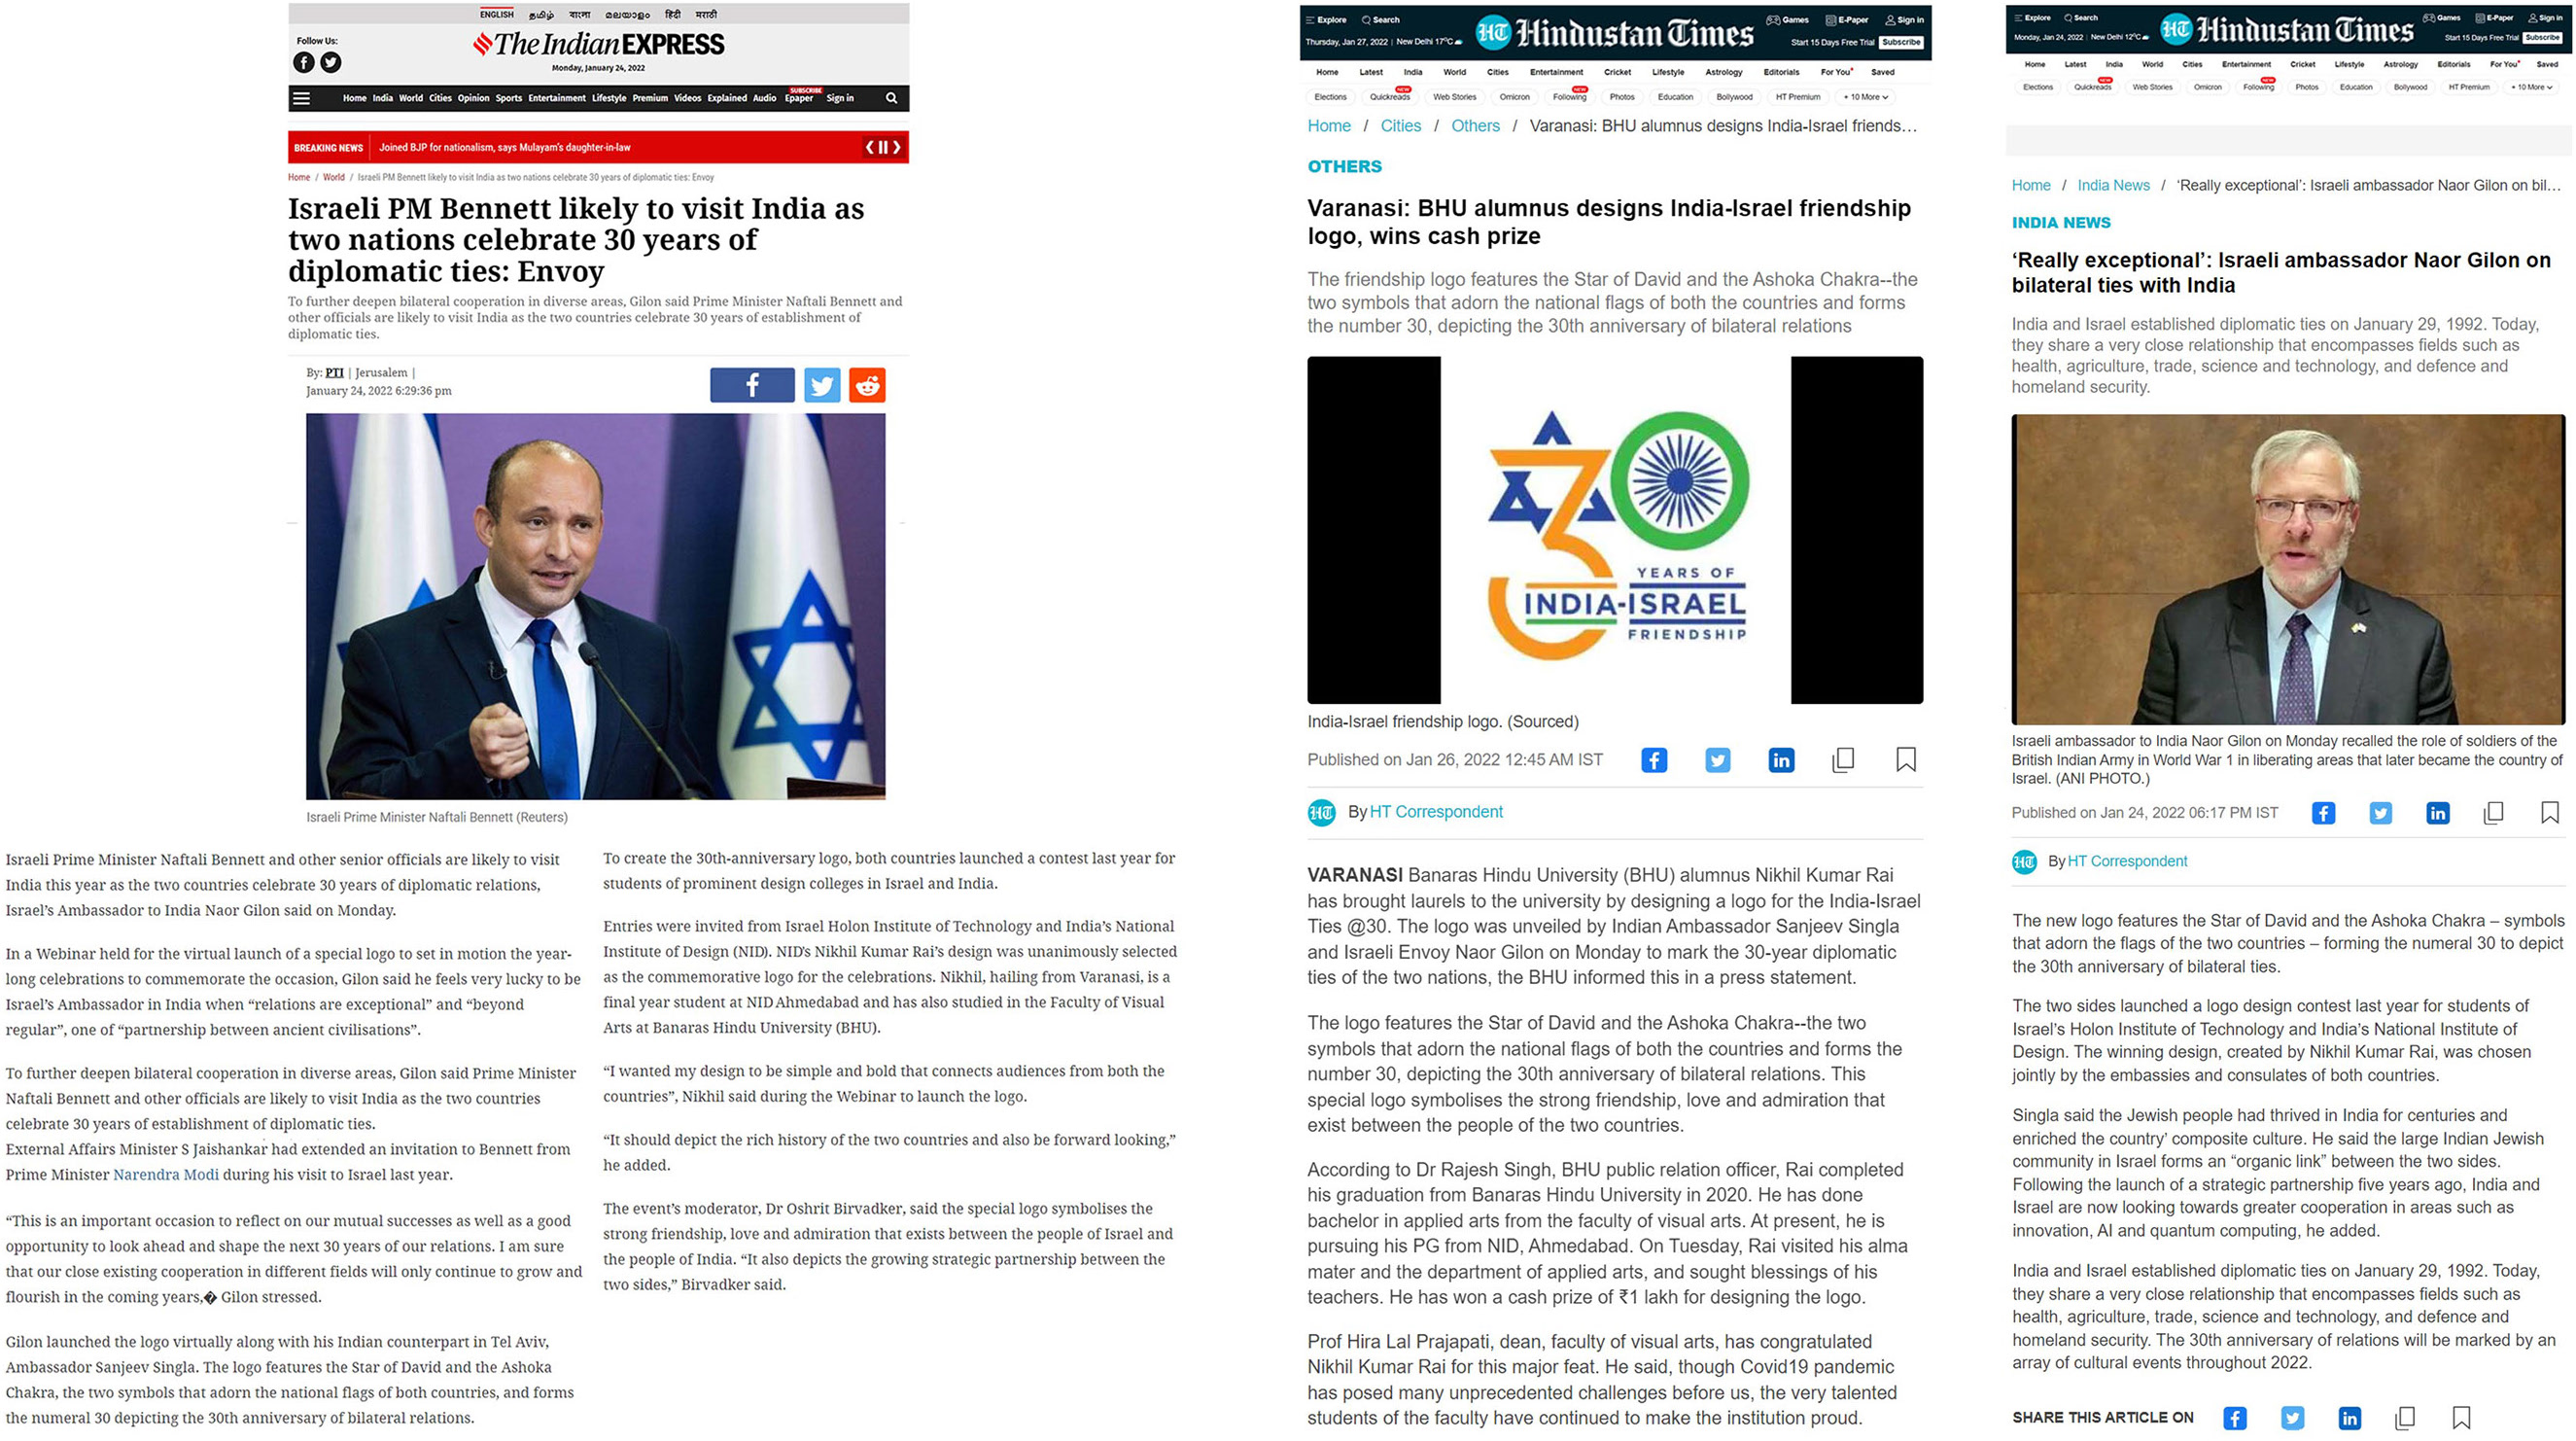 ENGLISH தமிழ் বাংলা മലയാളം हिंदी मराठी
Follow Us:
The Indian EXPRESS
Monday, January 24, 2022
Home India World Cities Opinion Sports Entertainment Lifestyle Premium Videos Explained Audio Epaper Sign in
SUBSCRIBE
BREAKING NEWS Joined BJP for nationalism, says Mulayam's daughter-in-law
Home / World / Israeli PM Bennett likely to visit India as two nations celebrate 30 years of diplomatic ties: Envoy
Israeli PM Bennett likely to visit India as
two nations celebrate 30 years of
diplomatic ties: Envoy
To further deepen bilateral cooperation in diverse areas, Gilon said Prime Minister Naftali Bennett and
other officials are likely to visit India as the two countries celebrate 30 years of establishment of
diplomatic ties.
By: PTI | Jerusalem |
January 24, 2022 6:29:36 pm
Israeli Prime Minister Naftali Bennett (Reuters)
Israeli Prime Minister Naftali Bennett and other senior officials are likely to visit
India this year as the two countries celebrate 30 years of diplomatic relations,
Israel's Ambassador to India Naor Gilon said on Monday.
In a Webinar held for the virtual launch of a special logo to set in motion the year-
long celebrations to commemorate the occasion, Gilon said he feels very lucky to be
Israel's Ambassador in India when “relations are exceptional” and “beyond
regular”, one of “partnership between ancient civilisations”.
To further deepen bilateral cooperation in diverse areas, Gilon said Prime Minister
Naftali Bennett and other officials are likely to visit India as the two countries
celebrate 30 years of establishment of diplomatic ties.
External Affairs Minister S Jaishankar had extended an invitation to Bennett from
Prime Minister Narendra Modi during his visit to Israel last year.
“This is an important occasion to reflect on our mutual successes as well as a good
opportunity to look ahead and shape the next 30 years of our relations. I am sure
that our close existing cooperation in different fields will only continue to grow and
flourish in the coming years,� Gilon stressed.
Gilon launched the logo virtually along with his Indian counterpart in Tel Aviv,
Ambassador Sanjeev Singla. The logo features the Star of David and the Ashoka
Chakra, the two symbols that adorn the national flags of both countries, and forms
the numeral 30 depicting the 30th anniversary of bilateral relations.
To create the 30th-anniversary logo, both countries launched a contest last year for
students of prominent design colleges in Israel and India.
Entries were invited from Israel Holon Institute of Technology and India's National
Institute of Design (NID). NID's Nikhil Kumar Rai's design was unanimously selected
as the commemorative logo for the celebrations. Nikhil, hailing from Varanasi, is a
final year student at NID Ahmedabad and has also studied in the Faculty of Visual
Arts at Banaras Hindu University (BHU).
“I wanted my design to be simple and bold that connects audiences from both the
countries”, Nikhil said during the Webinar to launch the logo.
“It should depict the rich history of the two countries and also be forward looking,”
he added.
The event's moderator, Dr Oshrit Birvadker, said the special logo symbolises the
strong friendship, love and admiration that exists between the people of Israel and
the people of India. “It also depicts the growing strategic partnership between the
two sides,” Birvadker said.
Explore Search Games E-Paper Sign in
Thursday, Jan 27, 2022 | New Delhi 17°C
HT Hindustan Times
Start 15 Days Free Trial Subscribe
Home Latest India World Cities Entertainment Cricket Lifestyle Astrology Editorials For You Saved
Elections Quickreads NEW Web Stories Omicron Following NEW Photos Education Bollywood HT Premium + 10 More
Home / Cities / Others / Varanasi: BHU alumnus designs India-Israel friends...
OTHERS
Varanasi: BHU alumnus designs India-Israel friendship
logo, wins cash prize
The friendship logo features the Star of David and the Ashoka Chakra--the
two symbols that adorn the national flags of both the countries and forms
the number 30, depicting the 30th anniversary of bilateral relations
30
YEARS OF
INDIA-ISRAEL
FRIENDSHIP
India-Israel friendship logo. (Sourced)
Published on Jan 26, 2022 12:45 AM IST
HT By HT Correspondent
VARANASI Banaras Hindu University (BHU) alumnus Nikhil Kumar Rai
has brought laurels to the university by designing a logo for the India-Israel
Ties @30. The logo was unveiled by Indian Ambassador Sanjeev Singla
and Israeli Envoy Naor Gilon on Monday to mark the 30-year diplomatic
ties of the two nations, the BHU informed this in a press statement.
The logo features the Star of David and the Ashoka Chakra--the two
symbols that adorn the national flags of both the countries and forms the
number 30, depicting the 30th anniversary of bilateral relations. This
special logo symbolises the strong friendship, love and admiration that
exist between the people of the two countries.
According to Dr Rajesh Singh, BHU public relation officer, Rai completed
his graduation from Banaras Hindu University in 2020. He has done
bachelor in applied arts from the faculty of visual arts. At present, he is
pursuing his PG from NID, Ahmedabad. On Tuesday, Rai visited his alma
mater and the department of applied arts, and sought blessings of his
teachers. He has won a cash prize of ₹1 lakh for designing the logo.
Prof Hira Lal Prajapati, dean, faculty of visual arts, has congratulated
Nikhil Kumar Rai for this major feat. He said, though Covid19 pandemic
has posed many unprecedented challenges before us, the very talented
students of the faculty have continued to make the institution proud.
Explore Search Games E-Paper Sign in
Monday, Jan 24, 2022 | New Delhi 12°C
HT Hindustan Times
Start 15 Days Free Trial Subscribe
Home Latest India World Cities Entertainment Cricket Lifestyle Astrology Editorials For You Saved
Elections Quickreads NEW Web Stories Omicron Following NEW Photos Education Bollywood HT Premium + 10 More
Home / India News / ‘Really exceptional’: Israeli ambassador Naor Gilon on bil...
INDIA NEWS
‘Really exceptional’: Israeli ambassador Naor Gilon on
bilateral ties with India
India and Israel established diplomatic ties on January 29, 1992. Today,
they share a very close relationship that encompasses fields such as
health, agriculture, trade, science and technology, and defence and
homeland security.
Israeli ambassador to India Naor Gilon on Monday recalled the role of soldiers of the
British Indian Army in World War 1 in liberating areas that later became the country of
Israel. (ANI PHOTO.)
Published on Jan 24, 2022 06:17 PM IST
HT By HT Correspondent
The new logo features the Star of David and the Ashoka Chakra – symbols
that adorn the flags of the two countries – forming the numeral 30 to depict
the 30th anniversary of bilateral ties.
The two sides launched a logo design contest last year for students of
Israel's Holon Institute of Technology and India's National Institute of
Design. The winning design, created by Nikhil Kumar Rai, was chosen
jointly by the embassies and consulates of both countries.
Singla said the Jewish people had thrived in India for centuries and
enriched the country' composite culture. He said the large Indian Jewish
community in Israel forms an “organic link” between the two sides.
Following the launch of a strategic partnership five years ago, India and
Israel are now looking towards greater cooperation in areas such as
innovation, AI and quantum computing, he added.
India and Israel established diplomatic ties on January 29, 1992. Today,
they share a very close relationship that encompasses fields such as
health, agriculture, trade, science and technology, and defence and
homeland security. The 30th anniversary of relations will be marked by an
array of cultural events throughout 2022.
SHARE THIS ARTICLE ON